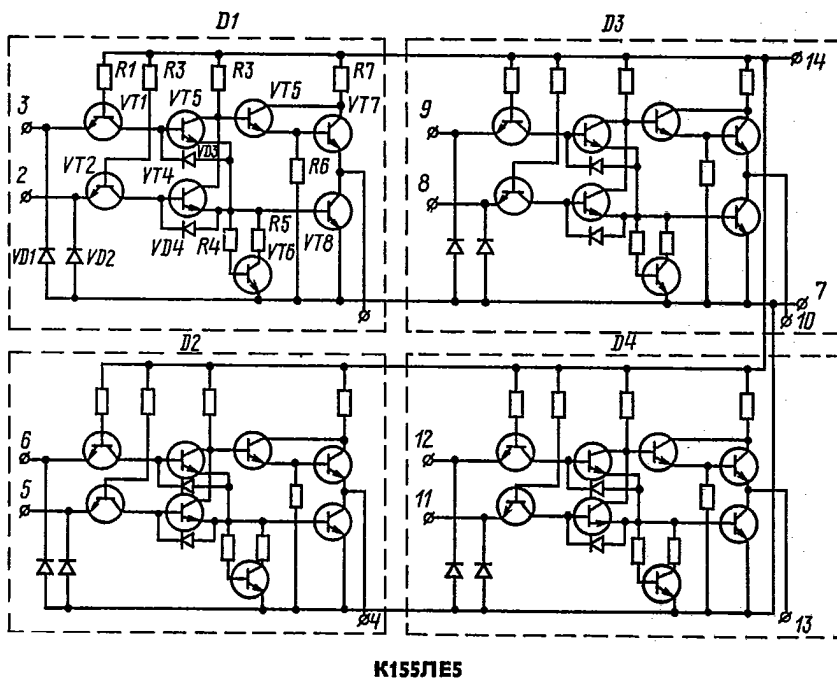 D1
D3
R1
R3
R3
R7
14
3
VT1
VT5
VT5
VT7
9
2
VT2
VD3
R6
8
VT4
VD1
VD2
VD4
R4
R5
VT6
VT8
7
10
D2
D4
6
12
5
11
4
13
К155ЛЕ5